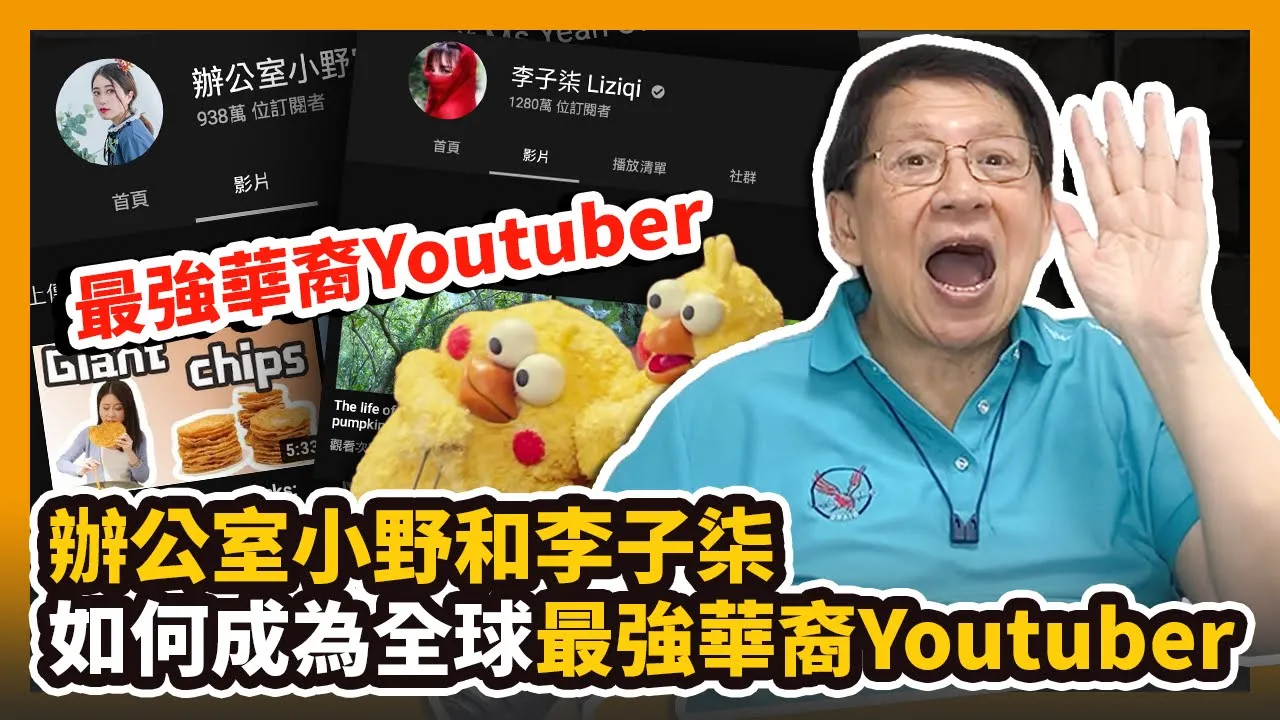 辦公室小野
938萬 位訂閱者
首頁
影片
李子柒 Liziqi
1280萬 位訂閱者
首頁
影片
播放清單
社群
最強華裔Youtuber
上傳
Giant chips
5:33
The life of
pumpkin
觀看次
辦公室小野和李子柒
如何成為全球最強華裔Youtuber